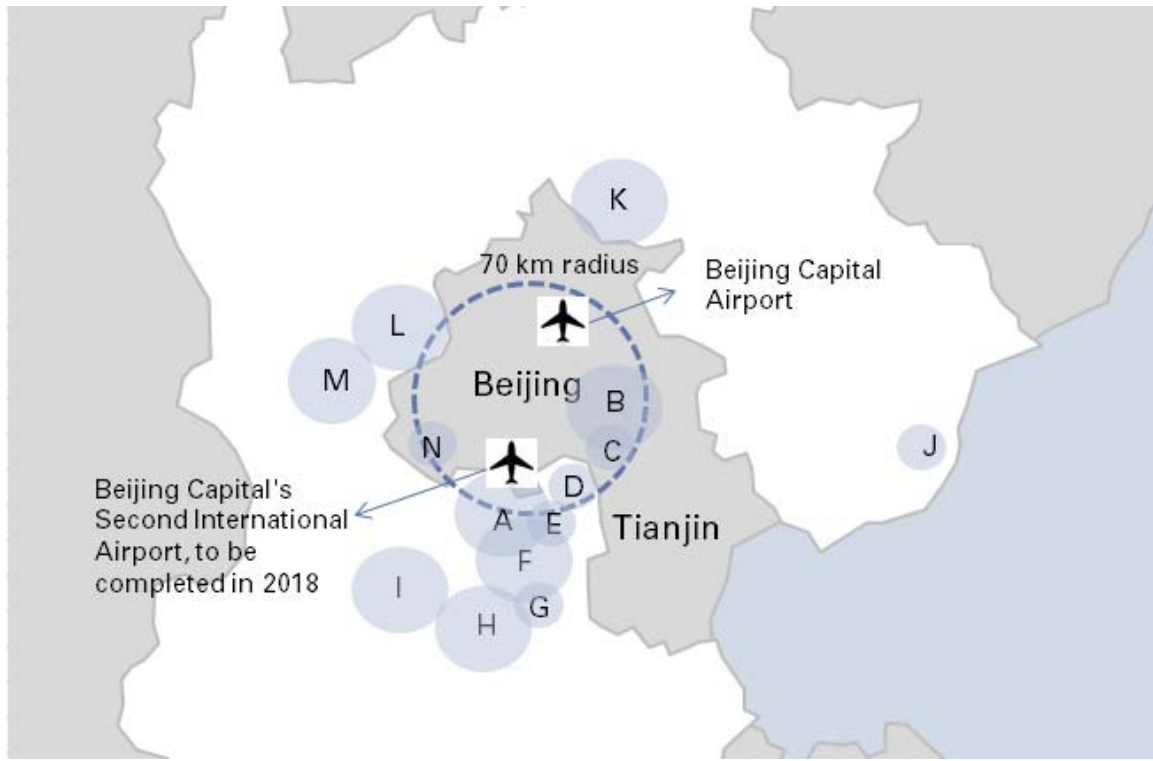 K
70 km radius
Beijing Capital
Airport
L
M
Beijing
B
N
C
J
D
Beijing Capital's
Second International
Airport, to be
completed in 2018
A
E
Tianjin
F
I
G
H